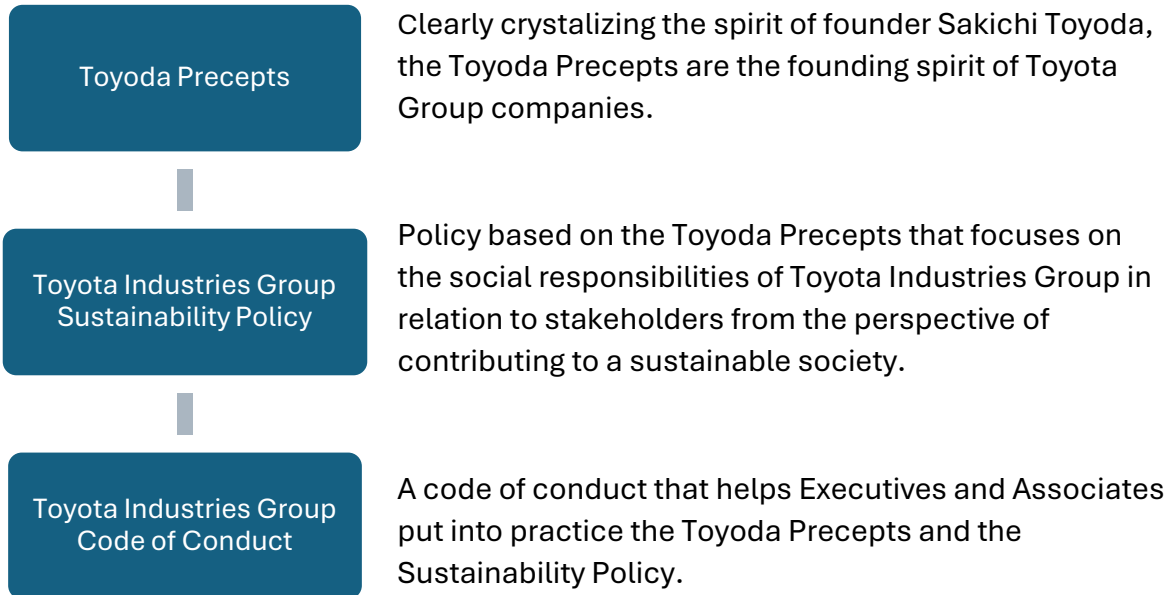 Toyoda Precepts
Clearly crystalizing the spirit of founder Sakichi Toyoda,
the Toyoda Precepts are the founding spirit of Toyota
Group companies.
Toyota Industries Group
Sustainability Policy
Policy based on the Toyoda Precepts that focuses on
the social responsibilities of Toyota Industries Group in
relation to stakeholders from the perspective of
contributing to a sustainable society.
Toyota Industries Group
Code of Conduct
A code of conduct that helps Executives and Associates
put into practice the Toyoda Precepts and the
Sustainability Policy.